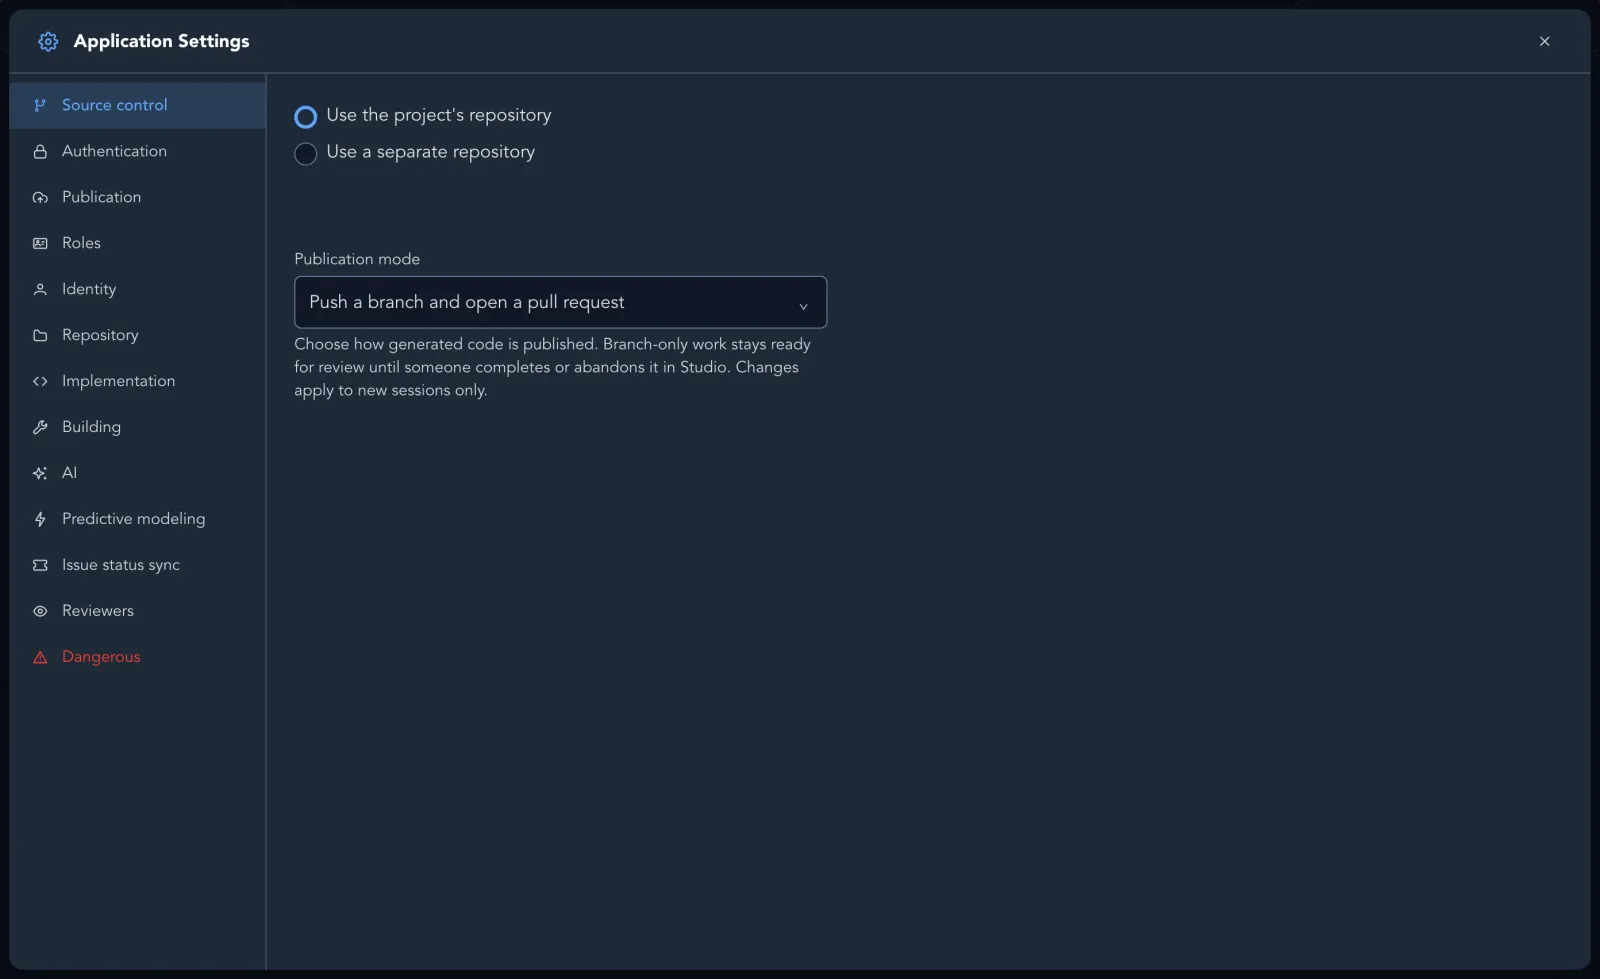 Application Settings
Source control
Authentication
Publication
Roles
Identity
Repository
Implementation
Building
AI
Predictive modeling
Issue status sync
Reviewers
Dangerous
Use the project's repository
Use a separate repository
Publication mode
Push a branch and open a pull request
Choose how generated code is published. Branch-only work stays ready
for review until someone completes or abandons it in Studio. Changes
apply to new sessions only.